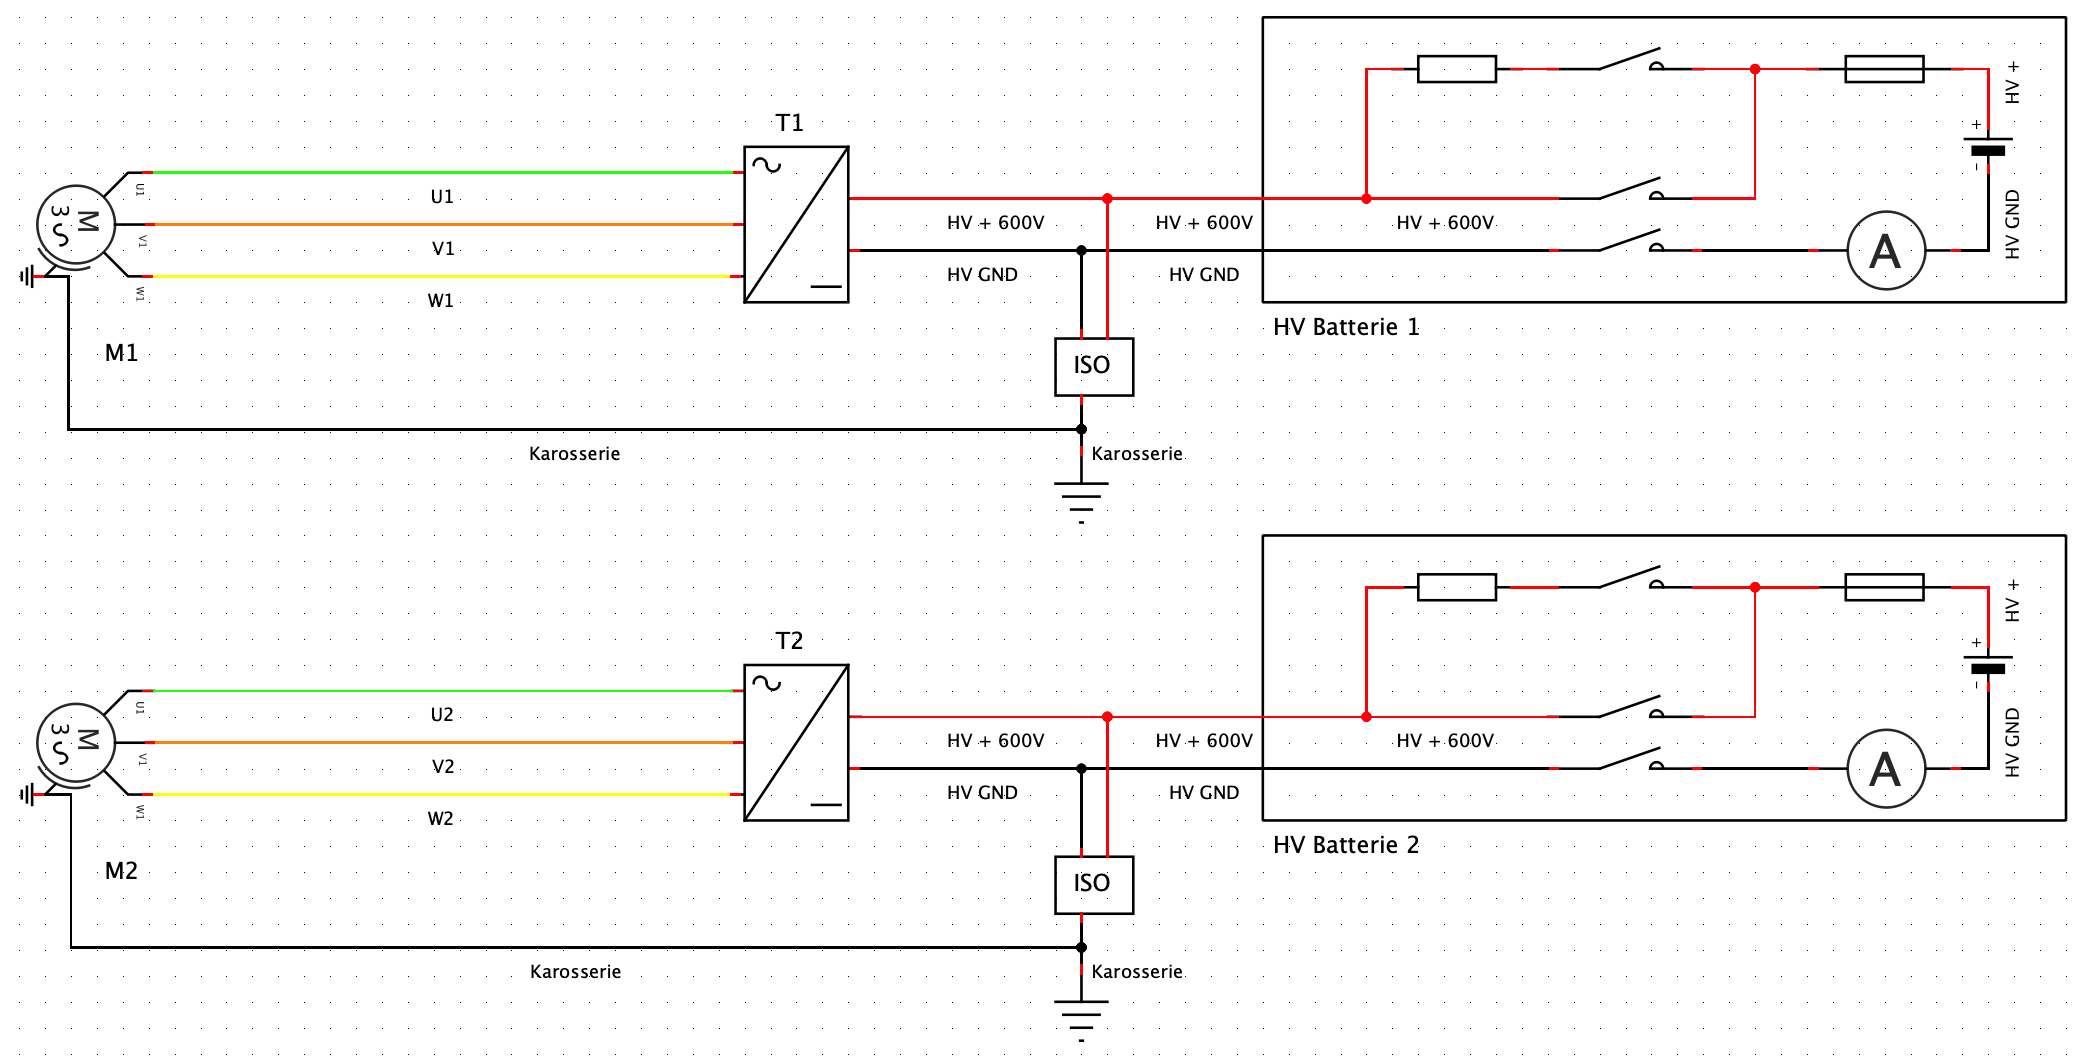 HV +
T1
+
-
U1
U1
M
3
HV + 600V
HV + 600V
HV + 600V
HV GND
V1
V1
A
HV GND
HV GND
W1
W1
HV Batterie 1
M1
ISO
Karosserie
Karosserie
HV +
T2
+
-
U1
U2
M
3
HV + 600V
HV + 600V
HV + 600V
HV GND
V1
V2
A
HV GND
HV GND
W1
W2
HV Batterie 2
M2
ISO
Karosserie
Karosserie